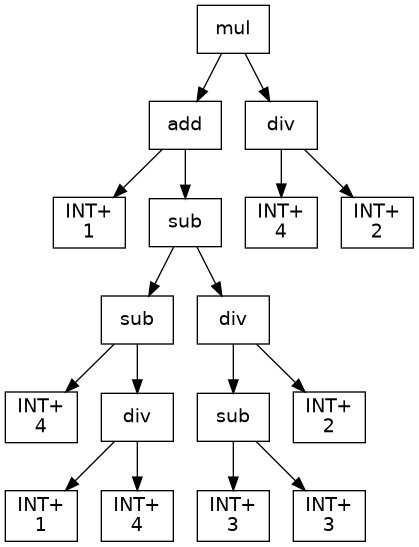 mul
add
div
INT+
1
sub
INT+
4
INT+
2
sub
div
INT+
4
div
sub
INT+
2
INT+
1
INT+
4
INT+
3
INT+
3